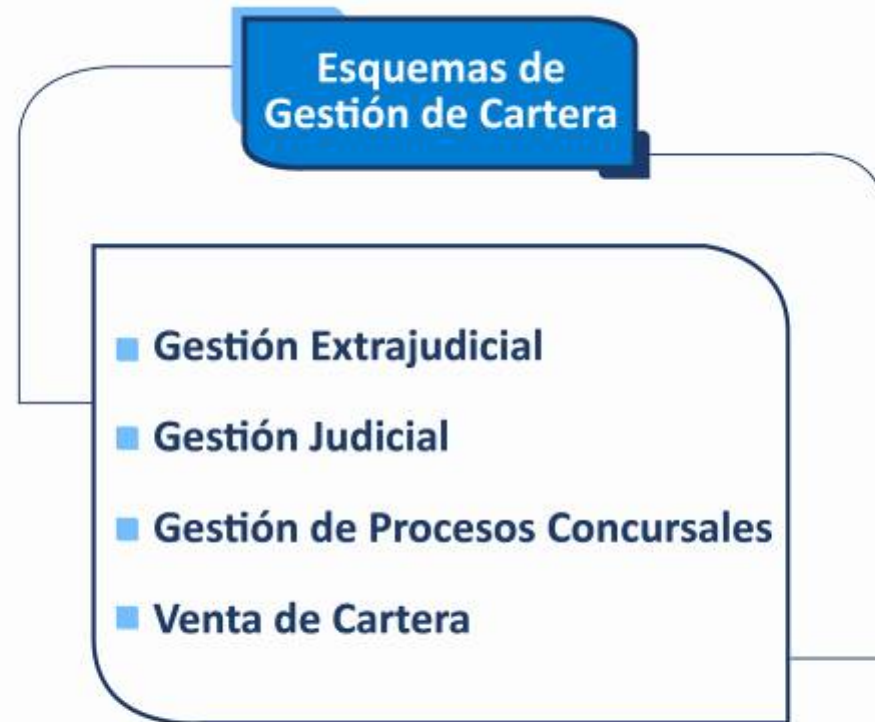 Esquemas de
Gestión de Cartera
Gestión Extrajudicial
Gestión Judicial
Gestión de Procesos Concursales
Venta de Cartera